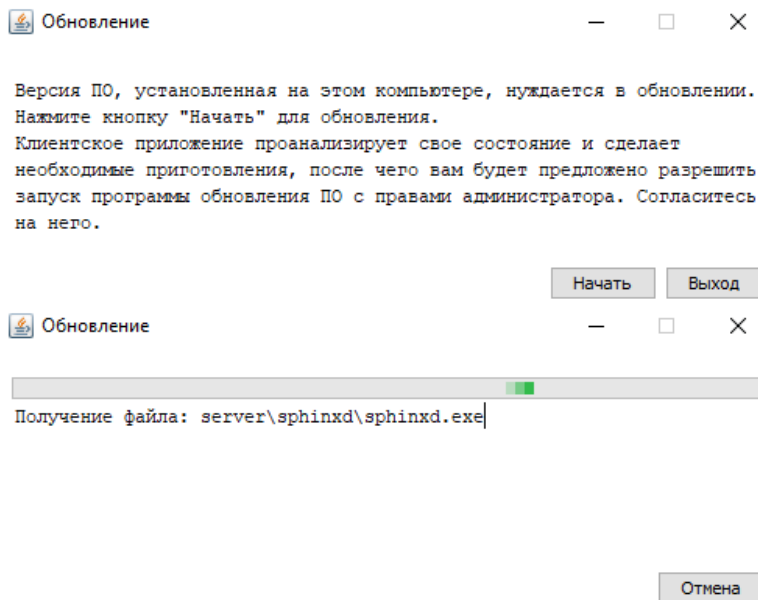 Обновление
Версия ПО, установленная на этом компьютере, нуждается в обновлении.
Нажмите кнопку "Начать" для обновления.
Клиентское приложение проанализирует свое состояние и сделает
необходимые приготовления, после чего вам будет предложено разрешить
запуск программы обновления ПО с правами администратора. Согласитесь
на него.
Начать Выход
Обновление
Получение файла: server\sphinxd\sphinxd.exe
Отмена